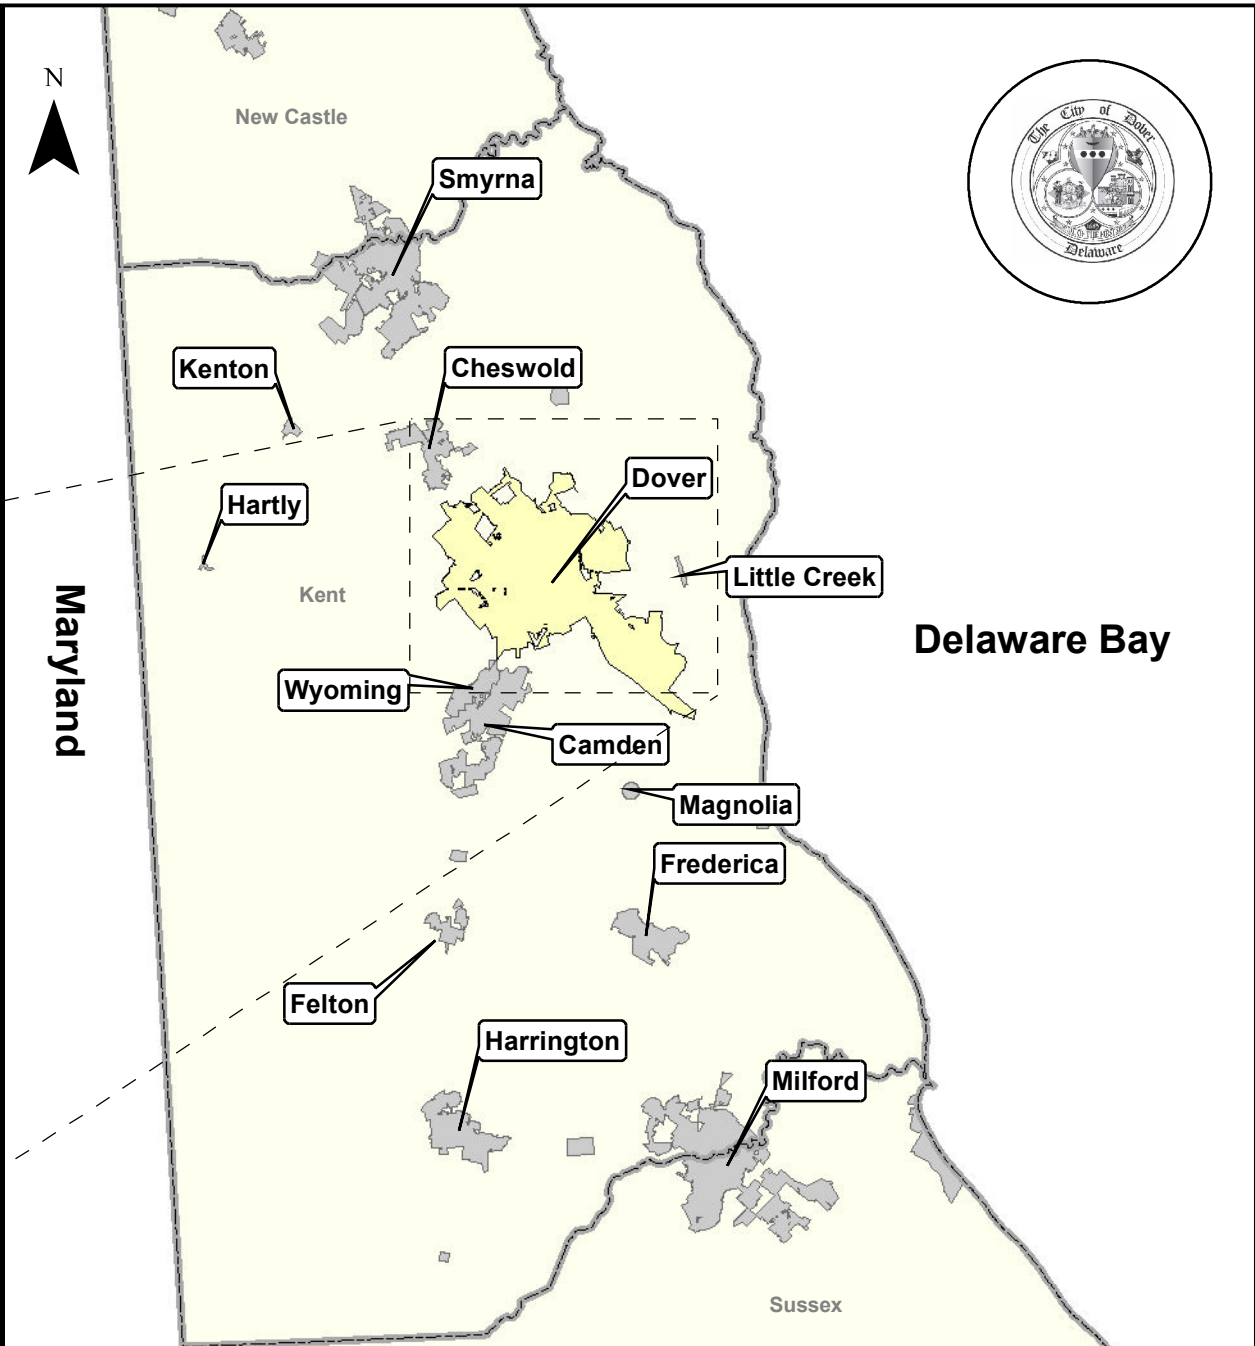 N
New Castle
The City of Dover
Delaware
Smyrna
Kenton
Cheswold
Dover
Hartly
Little Creek
Kent
Maryland
Delaware Bay
Wyoming
Camden
Magnolia
Frederica
Felton
Harrington
Milford
Sussex